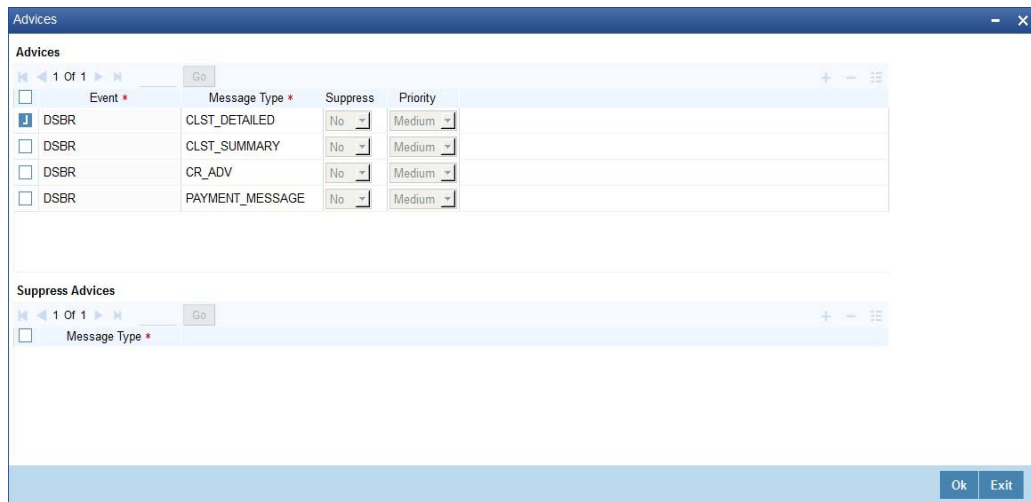 Advices
Advices
1 Of 1 Go
Event * Message Type * Suppress Priority
DSBR CLST_DETAILED No Medium
DSBR CLST_SUMMARY No Medium
DSBR CR_ADV No Medium
DSBR PAYMENT_MESSAGE No Medium
Suppress Advices
1 Of 1 Go
Message Type *
Ok Exit